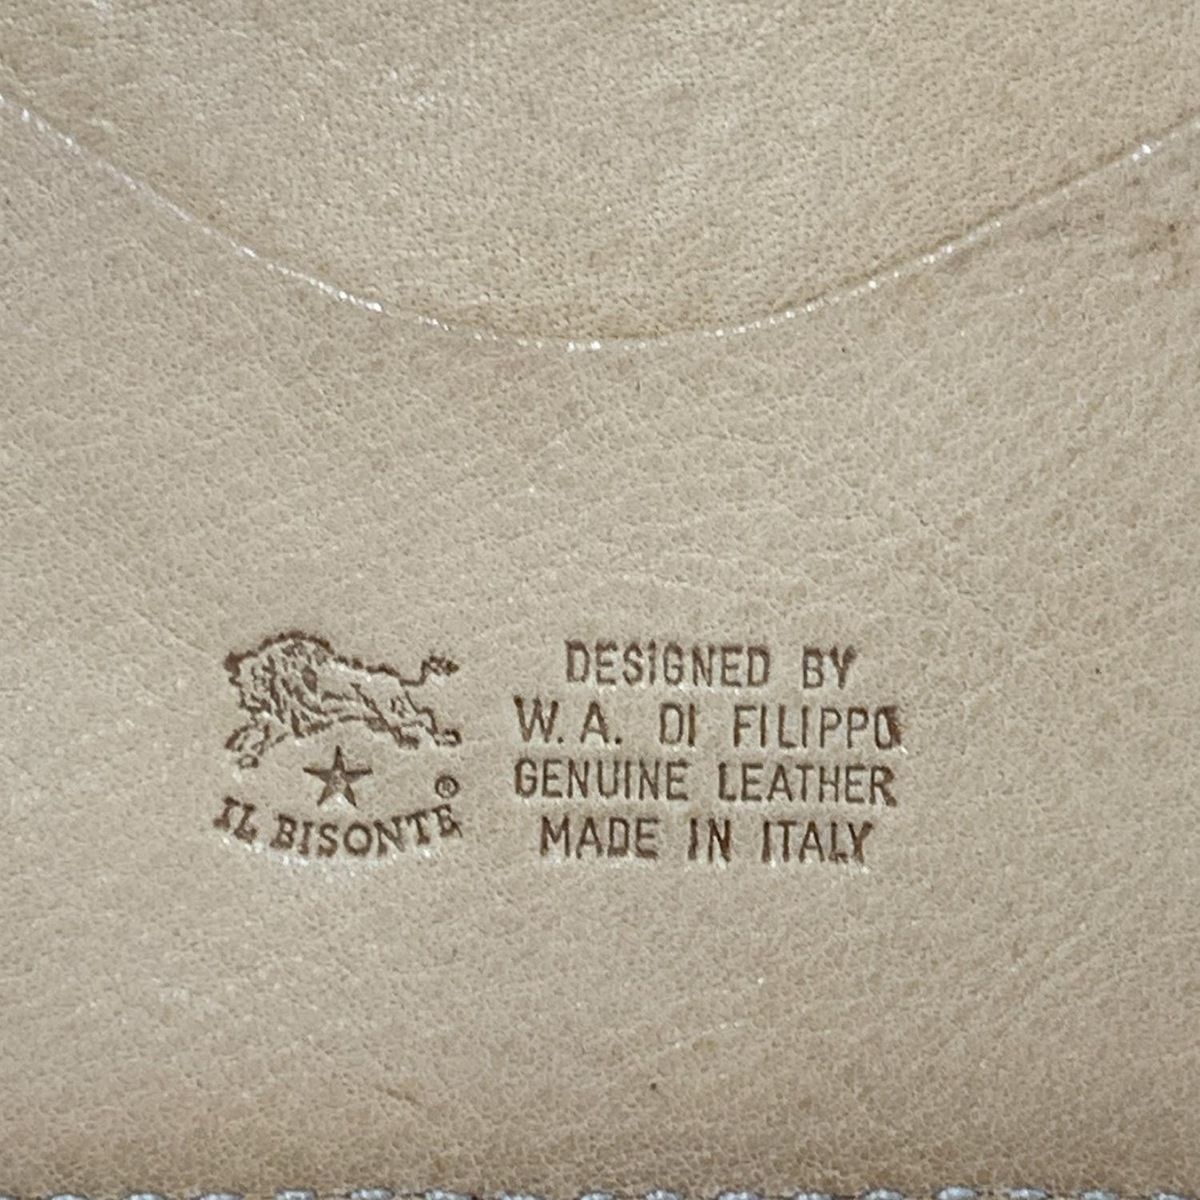 IL BISONTE ®
DESIGNED BY
W.A. DI FILIPPO
GENUINE LEATHER
MADE IN ITALY